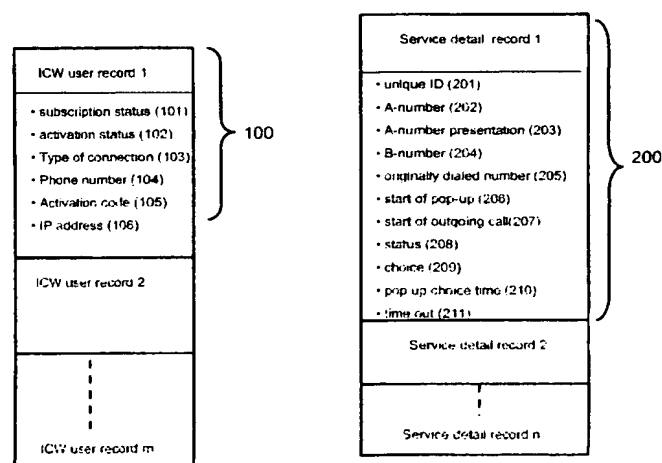 ICW user record 1
• subscription status (101)
• activation status (102)
• Type of connection (103)
• Phone number (104)
• Activation code (105)
• IP address (106)
100
ICW user record 2
ICW user record m
Service detail record 1
• unique ID (201)
• A-number (202)
• A-number presentation (203)
• B-number (204)
• originally dialed number (205)
• start of pop-up (206)
• start of outgoing call(207)
• status (208)
• choice (209)
• pop up choice time (210)
• time out (211)
200
Service detail record 2
Service detail record n